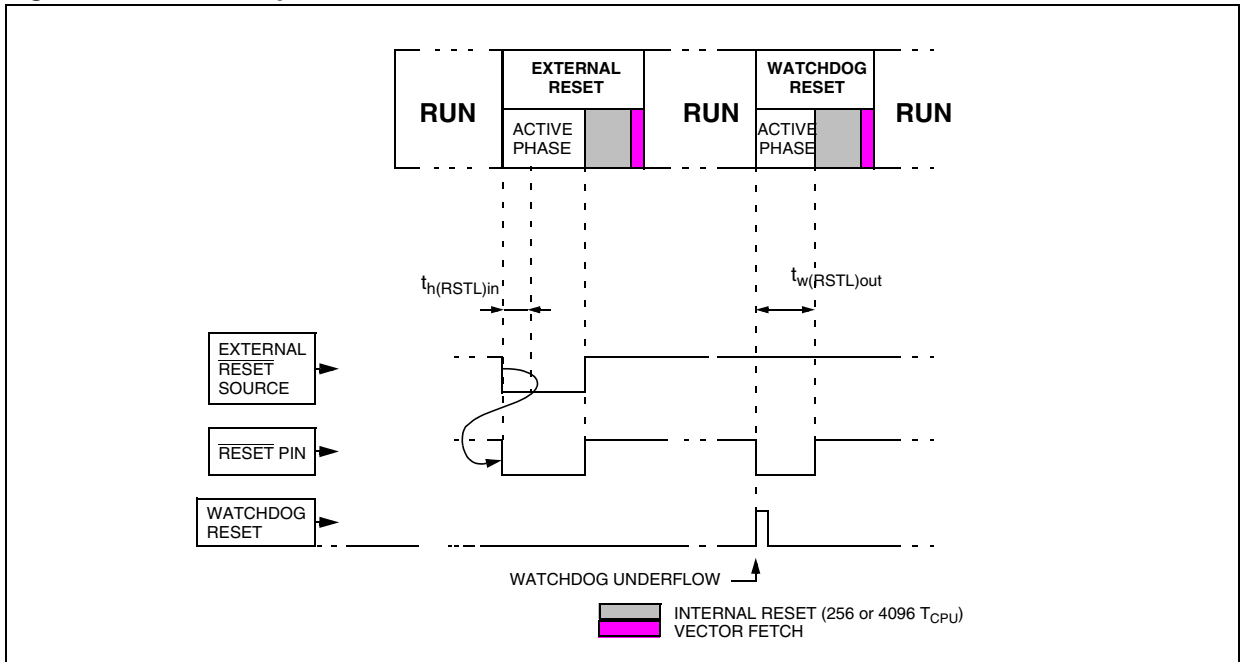 EXTERNAL
RESET
WATCHDOG
RESET
RUN
RUN
RUN
ACTIVE
PHASE
ACTIVE
PHASE
th(RSTL)in
tw(RSTL)out
EXTERNAL
RESET
SOURCE
RESET PIN
WATCHDOG
RESET
WATCHDOG UNDERFLOW
INTERNAL RESET (256 or 4096 TCPU)
VECTOR FETCH